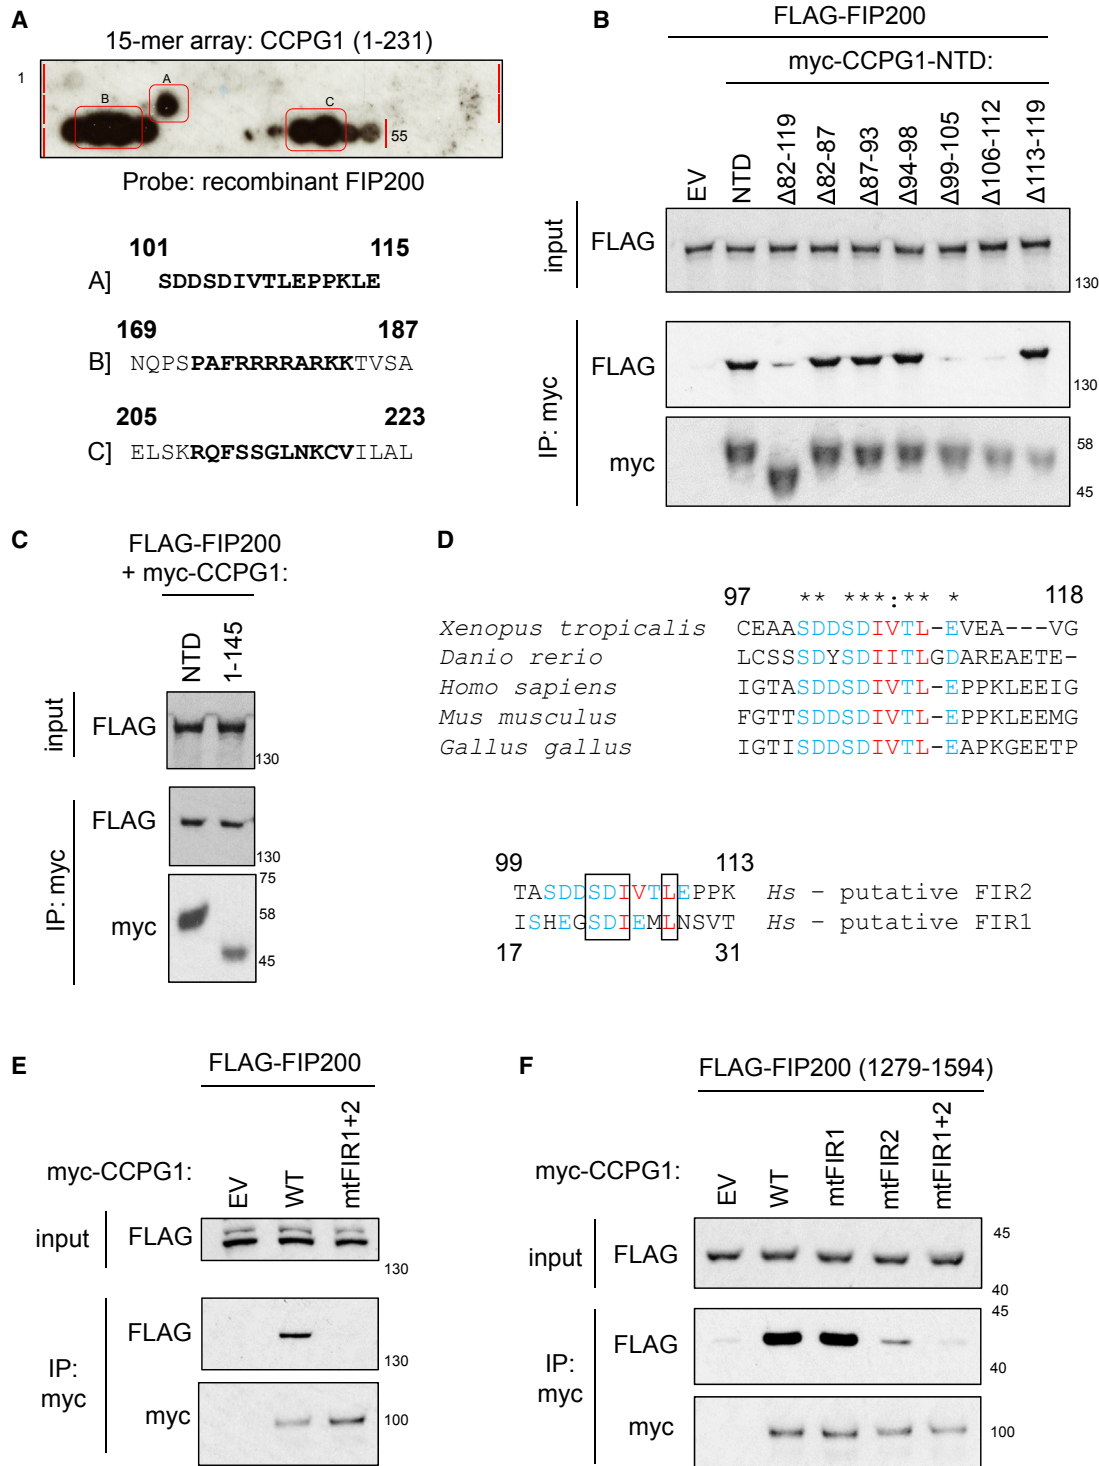 A
15-mer array: CCPG1 (1-231)
1
A
B
C
55
Probe: recombinant FIP200
101 115
A] SDDSDIVTLEPPKLE
169 187
B] NQPSPAFRRRRARKKTVSA
205 223
C] ELSKRQFSSGLNKCVILAL
B
FLAG-FIP200
myc-CCPG1-NTD:
EV
NTD
Δ82-119
Δ82-87
Δ87-93
Δ94-98
Δ99-105
Δ106-112
Δ113-119
input
FLAG
130
IP: myc
FLAG
130
myc
58
45
C
FLAG-FIP200
+ myc-CCPG1:
NTD
1-145
input
FLAG
130
IP: myc
FLAG
130
myc
75
58
45
D
97 ** ***:** * 118
Xenopus tropicalis CEAASDDSDIVTL-EVEA---VG
Danio rerio LCSSSDYSDIITLGDAREAETE-
Homo sapiens IGTASDDSDIVTL-EPPKLEEIG
Mus musculus FGTTSDDSDIVTL-EPPKLEEMG
Gallus gallus IGTISDDSDIVTL-EAPKGEETP
99 113
TASDDSDIVTLEPPK Hs – putative FIR2
ISHEGSDIEMLNSVT Hs – putative FIR1
17 31
E
FLAG-FIP200
myc-CCPG1:
EV
WT
mtFIR1+2
input
FLAG
130
IP:
myc
FLAG
130
myc
100
F
FLAG-FIP200 (1279-1594)
myc-CCPG1:
EV
WT
mtFIR1
mtFIR2
mtFIR1+2
input
FLAG
45
40
IP:
myc
FLAG
45
40
myc
100